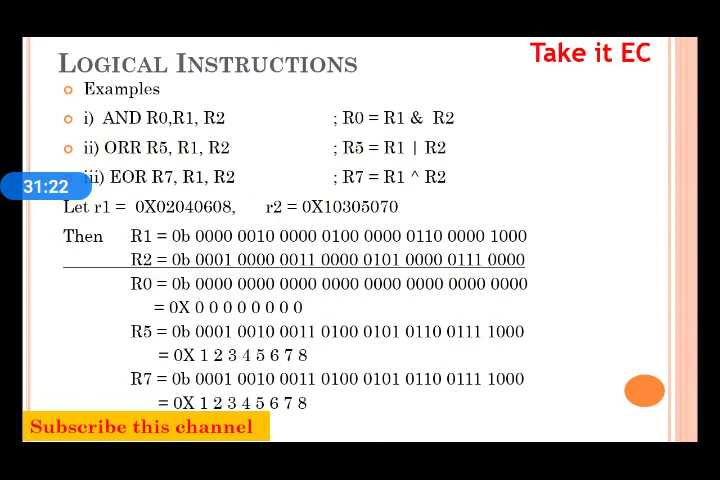 Take it EC
LOGICAL INSTRUCTIONS
Examples
i) AND R0,R1, R2 ; R0 = R1 & R2
ii) ORR R5, R1, R2 ; R5 = R1 | R2
iii) EOR R7, R1, R2 ; R7 = R1 ^ R2
31:22
Let r1 = 0X02040608, r2 = 0X10305070
Then R1 = 0b 0000 0010 0000 0100 0000 0110 0000 1000
R2 = 0b 0001 0000 0011 0000 0101 0000 0111 0000
R0 = 0b 0000 0000 0000 0000 0000 0000 0000 0000
= 0X 0 0 0 0 0 0 0 0
R5 = 0b 0001 0010 0011 0100 0101 0110 0111 1000
= 0X 1 2 3 4 5 6 7 8
R7 = 0b 0001 0010 0011 0100 0101 0110 0111 1000
= 0X 1 2 3 4 5 6 7 8
Subscribe this channel